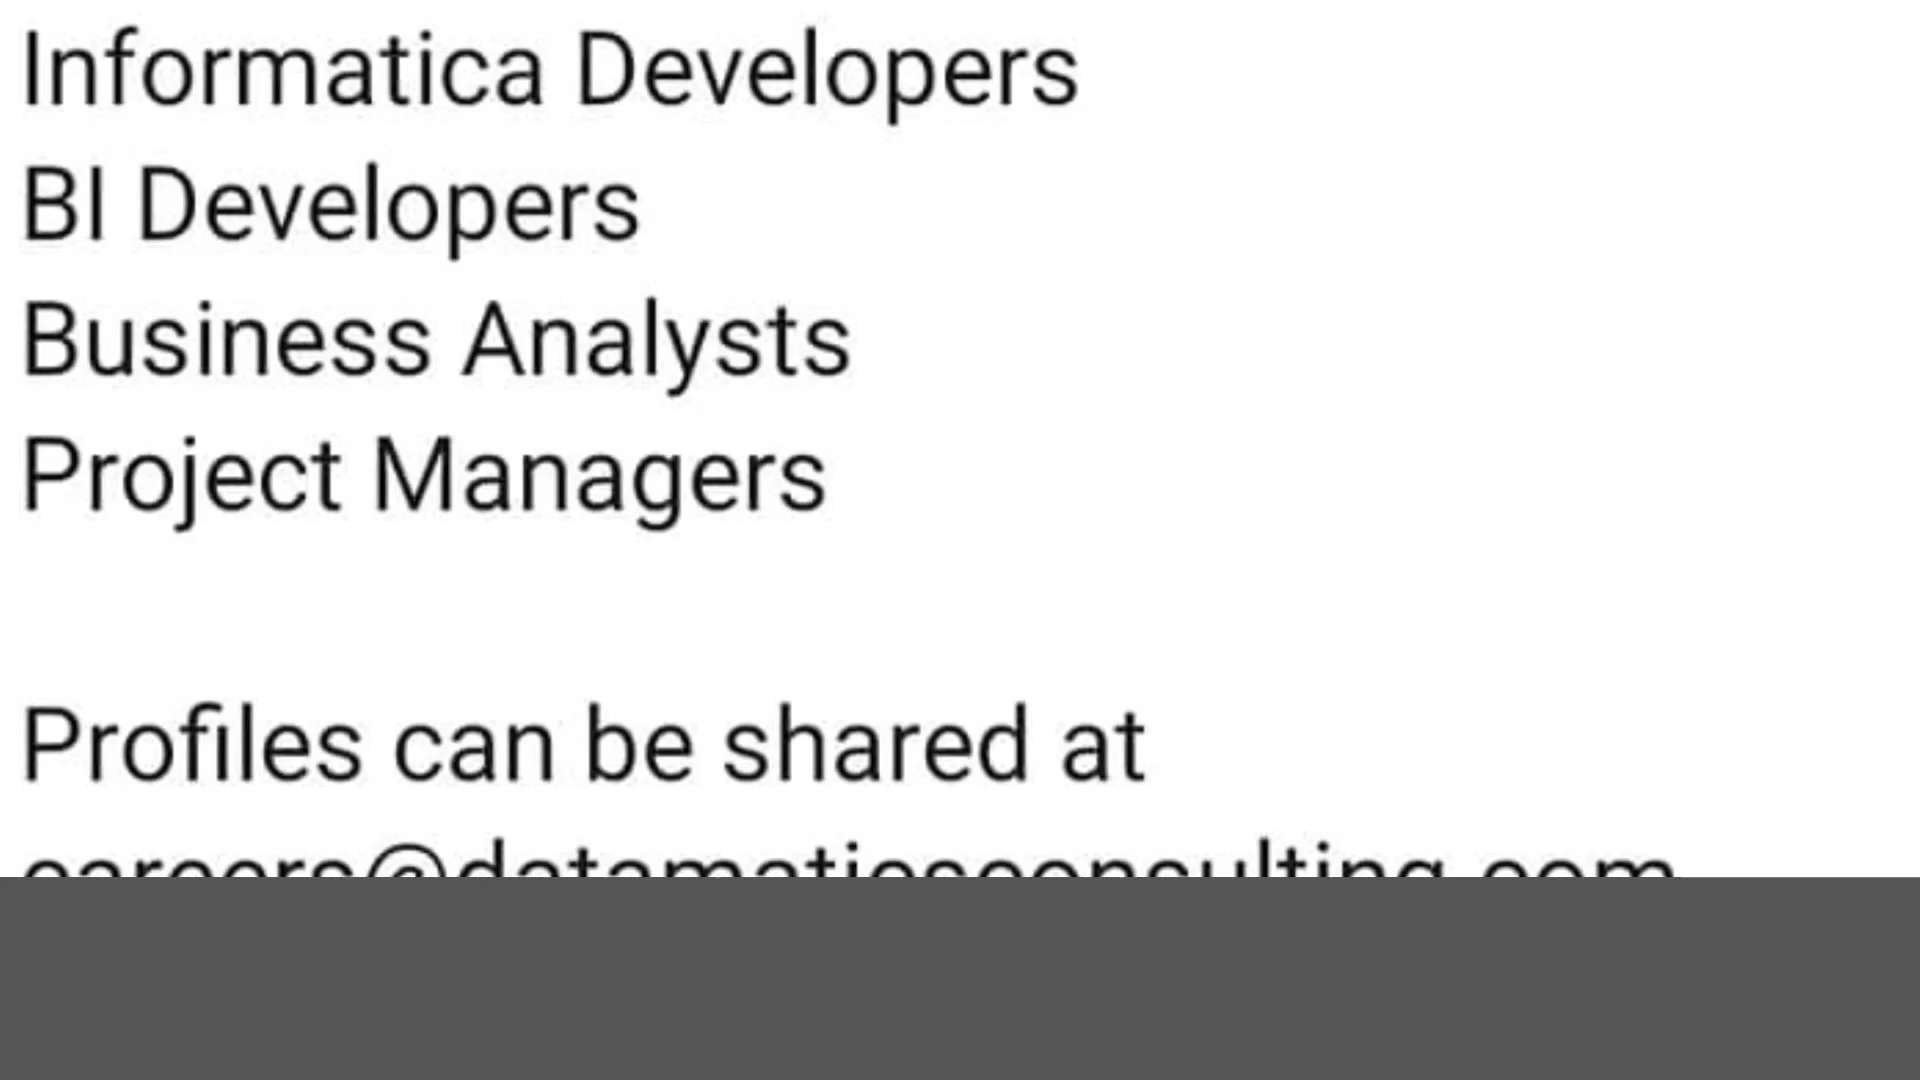 Informatica Developers
BI Developers
Business Analysts
Project Managers
Profiles can be shared at